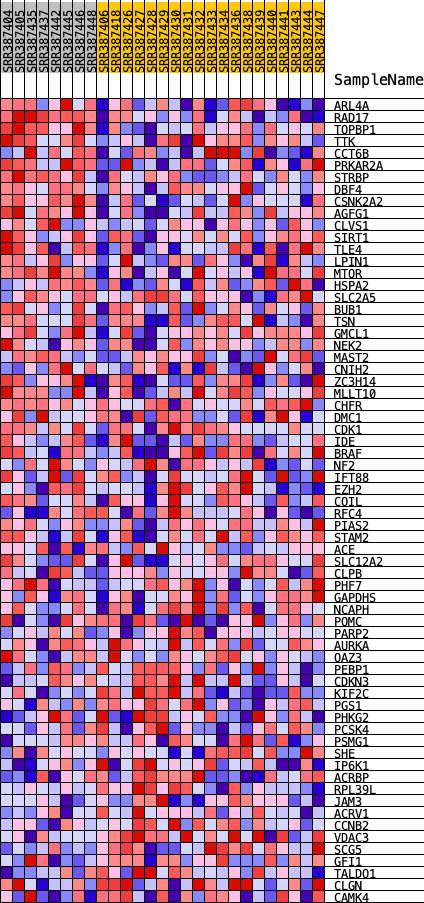 SRR387404
SRR387405
SRR387435
SRR387437
SRR387442
SRR387445
SRR387446
SRR387448
SRR387406
SRR387418
SRR387426
SRR387427
SRR387428
SRR387429
SRR387430
SRR387431
SRR387432
SRR387433
SRR387434
SRR387436
SRR387438
SRR387439
SRR387440
SRR387441
SRR387443
SRR387444
SRR387447
SampleName
ARL4A
RAD17
TOPBP1
TTK
CCT6B
PRKAR2A
STRBP
DBF4
CSNK2A2
AGFG1
CLVS1
SIRT1
TLE4
LPIN1
MTOR
HSPA2
SLC2A5
BUB1
TSN
GMCL1
NEK2
MAST2
CNIH2
ZC3H14
MLLT10
CHFR
DMC1
CDK1
IDE
BRAF
NF2
IFT88
EZH2
COIL
RFC4
PIAS2
STAM2
ACE
SLC12A2
CLPB
PHF7
GAPDHS
NCAPH
POMC
PARP2
AURKA
OAZ3
PEBP1
CDKN3
KIF2C
PGS1
PHKG2
PCSK4
PSMG1
SHE
IP6K1
ACRBP
RPL39L
JAM3
ACRV1
CCNB2
VDAC3
SCG5
GFI1
TALDO1
CLGN
CAMK4